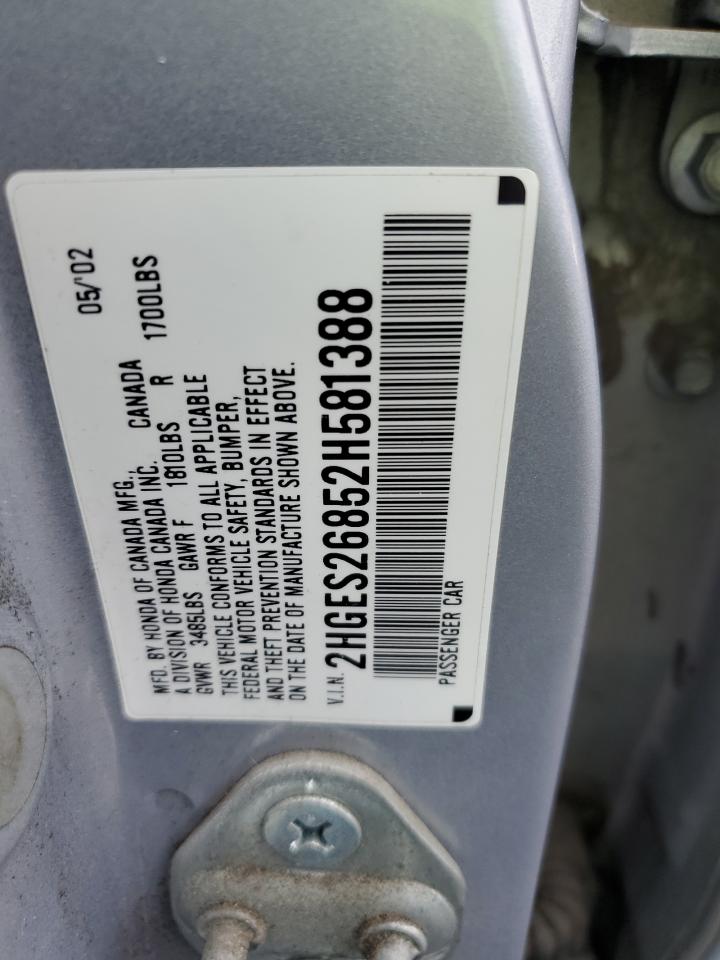 MFD. BY HONDA OF CANADA MFG., CANADA 05/'02
A DIVISION OF HONDA CANADA INC.
GVWR 3485LBS GAWR F 1810LBS R 1700LBS
THIS VEHICLE CONFORMS TO ALL APPLICABLE
FEDERAL MOTOR VEHICLE SAFETY, BUMPER,
AND THEFT PREVENTION STANDARDS IN EFFECT
ON THE DATE OF MANUFACTURE SHOWN ABOVE.
V.I.N. 2HGES26852H581388
PASSENGER CAR